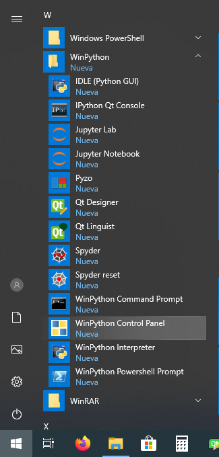 W
Windows PowerShell
WinPython
Nueva
IDLE (Python GUI)
Nueva
IPython Qt Console
Nueva
Jupyter Lab
Nueva
Jupyter Notebook
Nueva
Pyzo
Nueva
Qt Designer
Nueva
Qt Linguist
Nueva
Spyder
Nueva
Spyder reset
Nueva
WinPython Command Prompt
Nueva
WinPython Control Panel
Nueva
WinPython Interpreter
Nueva
WinPython Powershell Prompt
Nueva
WinRAR
X